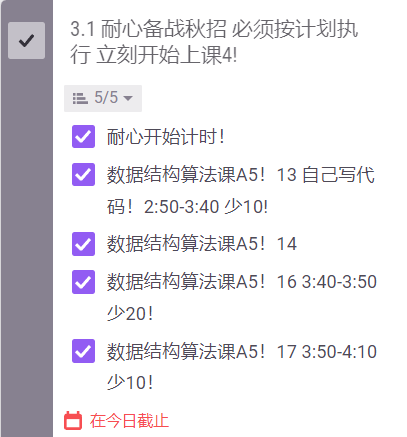 3.1 耐心备战秋招 必须按计划执
行 立刻开始上课4!
5/5
耐心开始计时！
数据结构算法课A5！13 自己写代
码！2:50-3:40 少10!
数据结构算法课A5！14
数据结构算法课A5！16 3:40-3:50
少20！
数据结构算法课A5！17 3:50-4:10
少10！
在今日截止